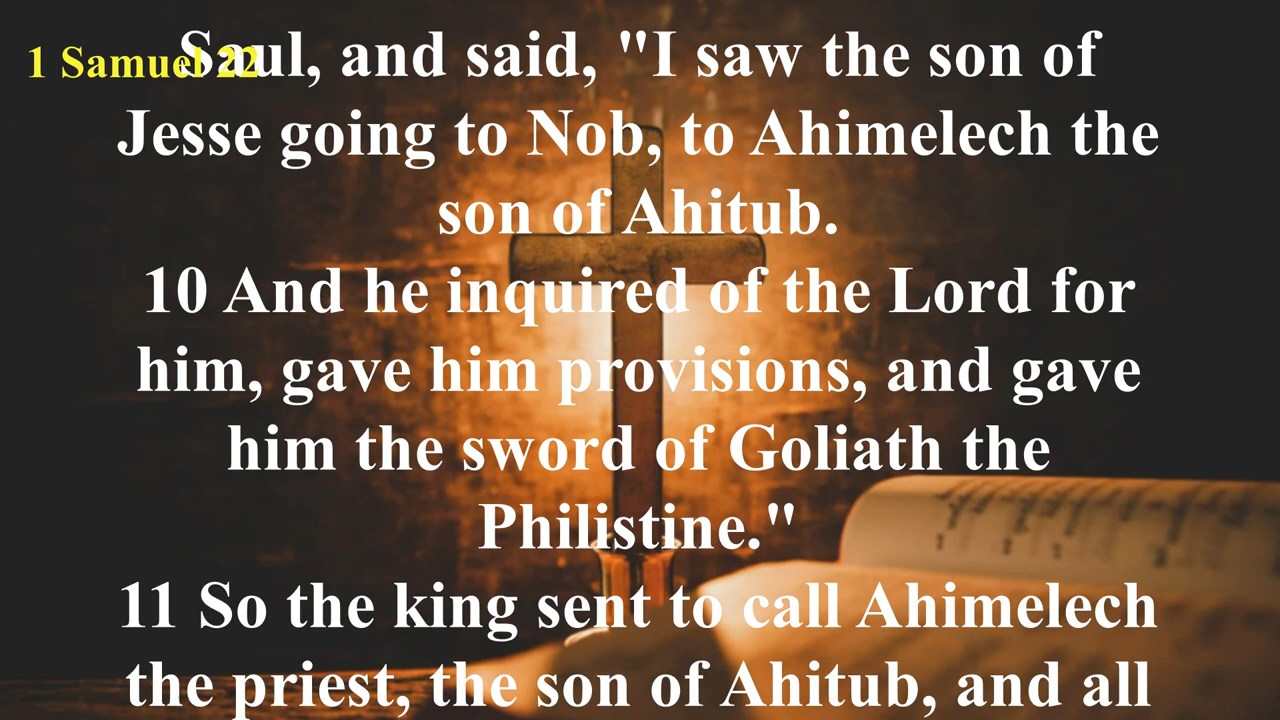 1 Samuel 22
Saul, and said, "I saw the son of
Jesse going to Nob, to Ahimelech the
son of Ahitub.
10 And he inquired of the Lord for
him, gave him provisions, and gave
him the sword of Goliath the
Philistine."
11 So the king sent to call Ahimelech
the priest, the son of Ahitub, and all